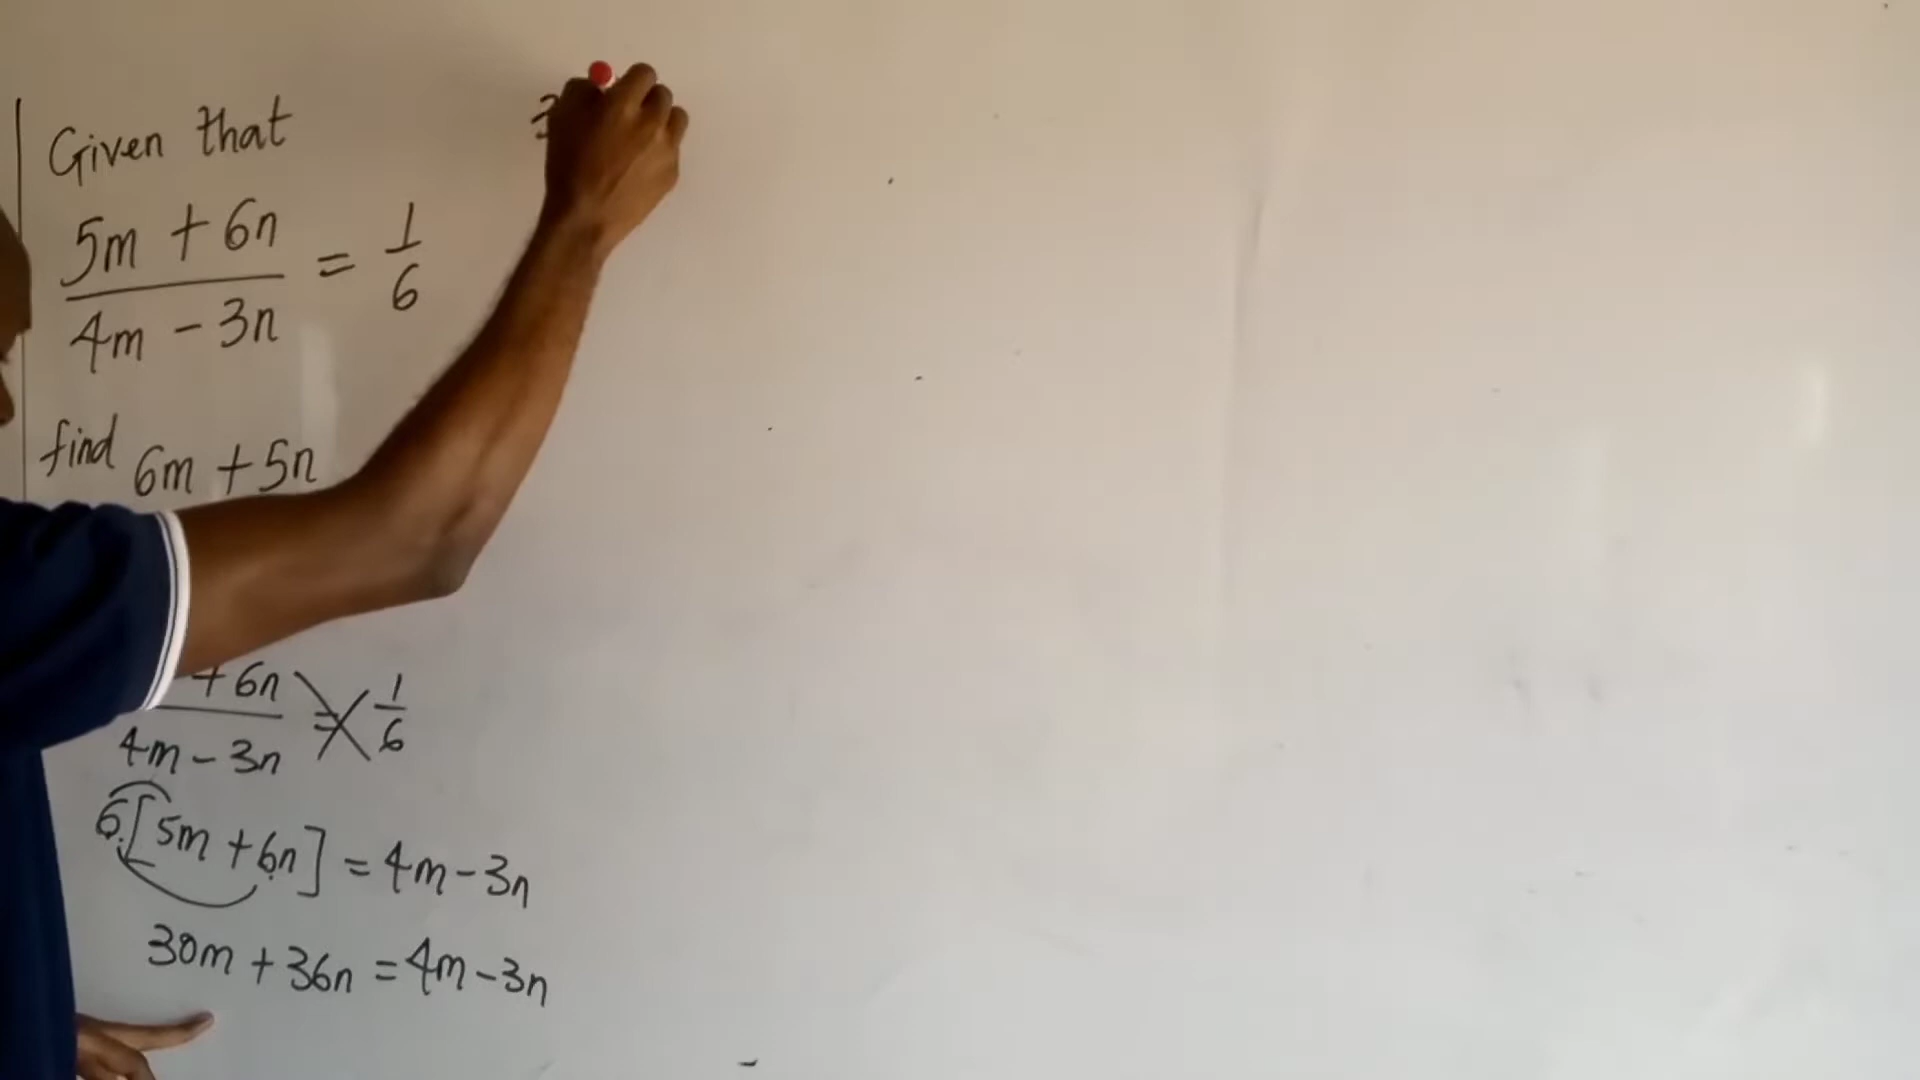 Given that
5m + 6n
4m - 3n
= 1/6
find 6m + 5n
+ 6n
4m - 3n
= 1/6
6[5m + 6n] = 4m - 3n
30m + 36n = 4m - 3n
3